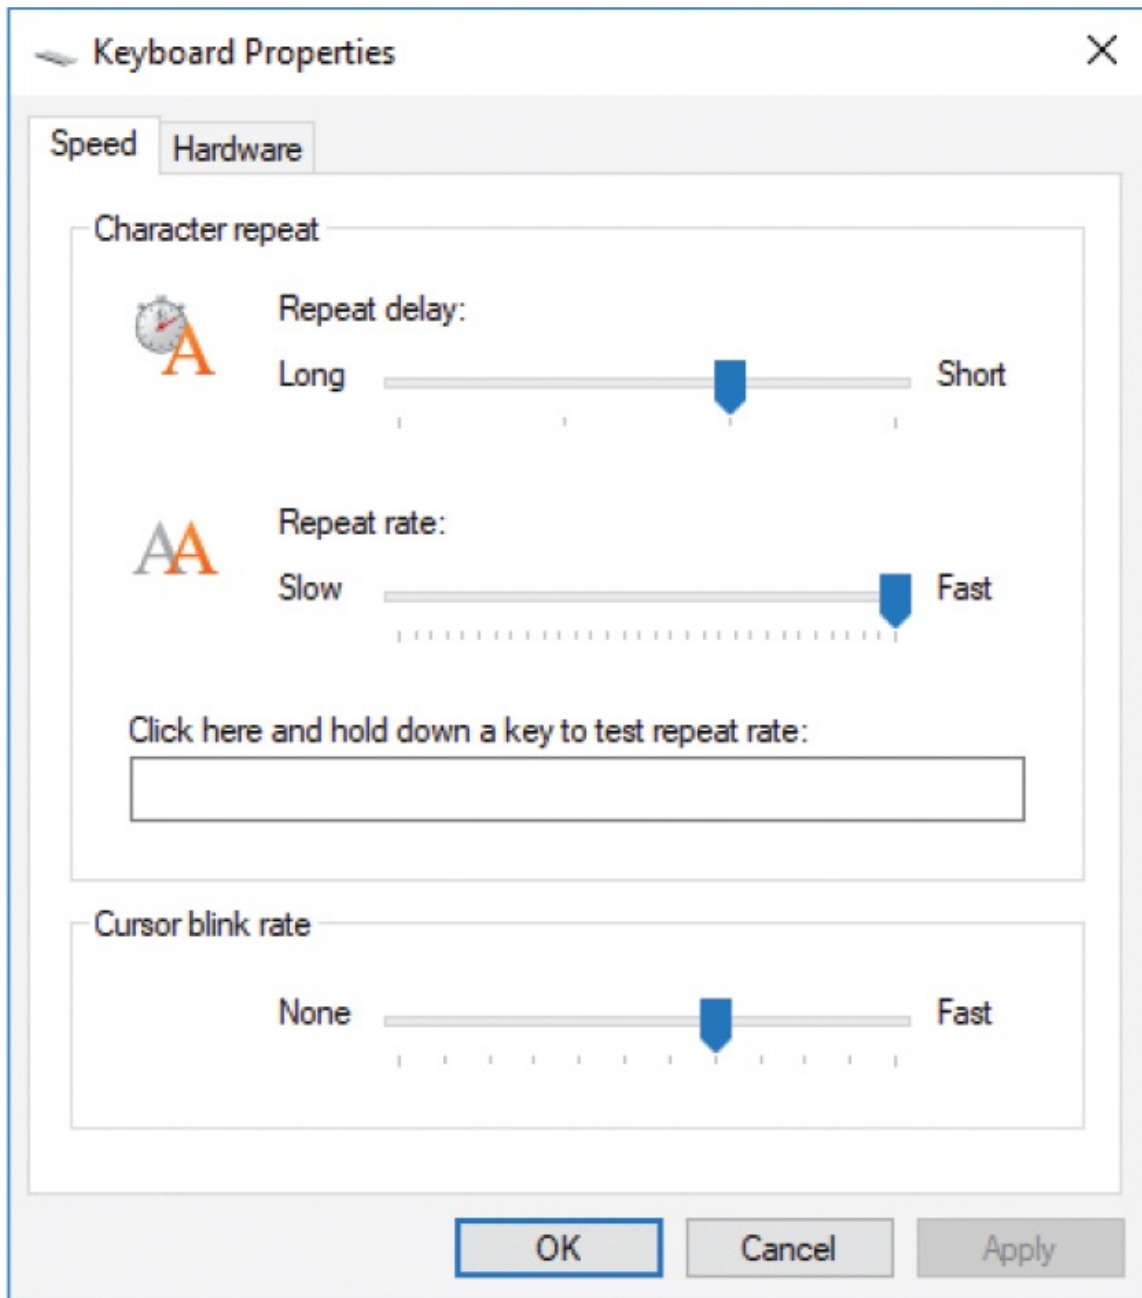 Keyboard Properties
Speed Hardware
Character repeat
Repeat delay:
Long Short
Repeat rate:
Slow Fast
Click here and hold down a key to test repeat rate:
Cursor blink rate
None Fast
OK Cancel Apply